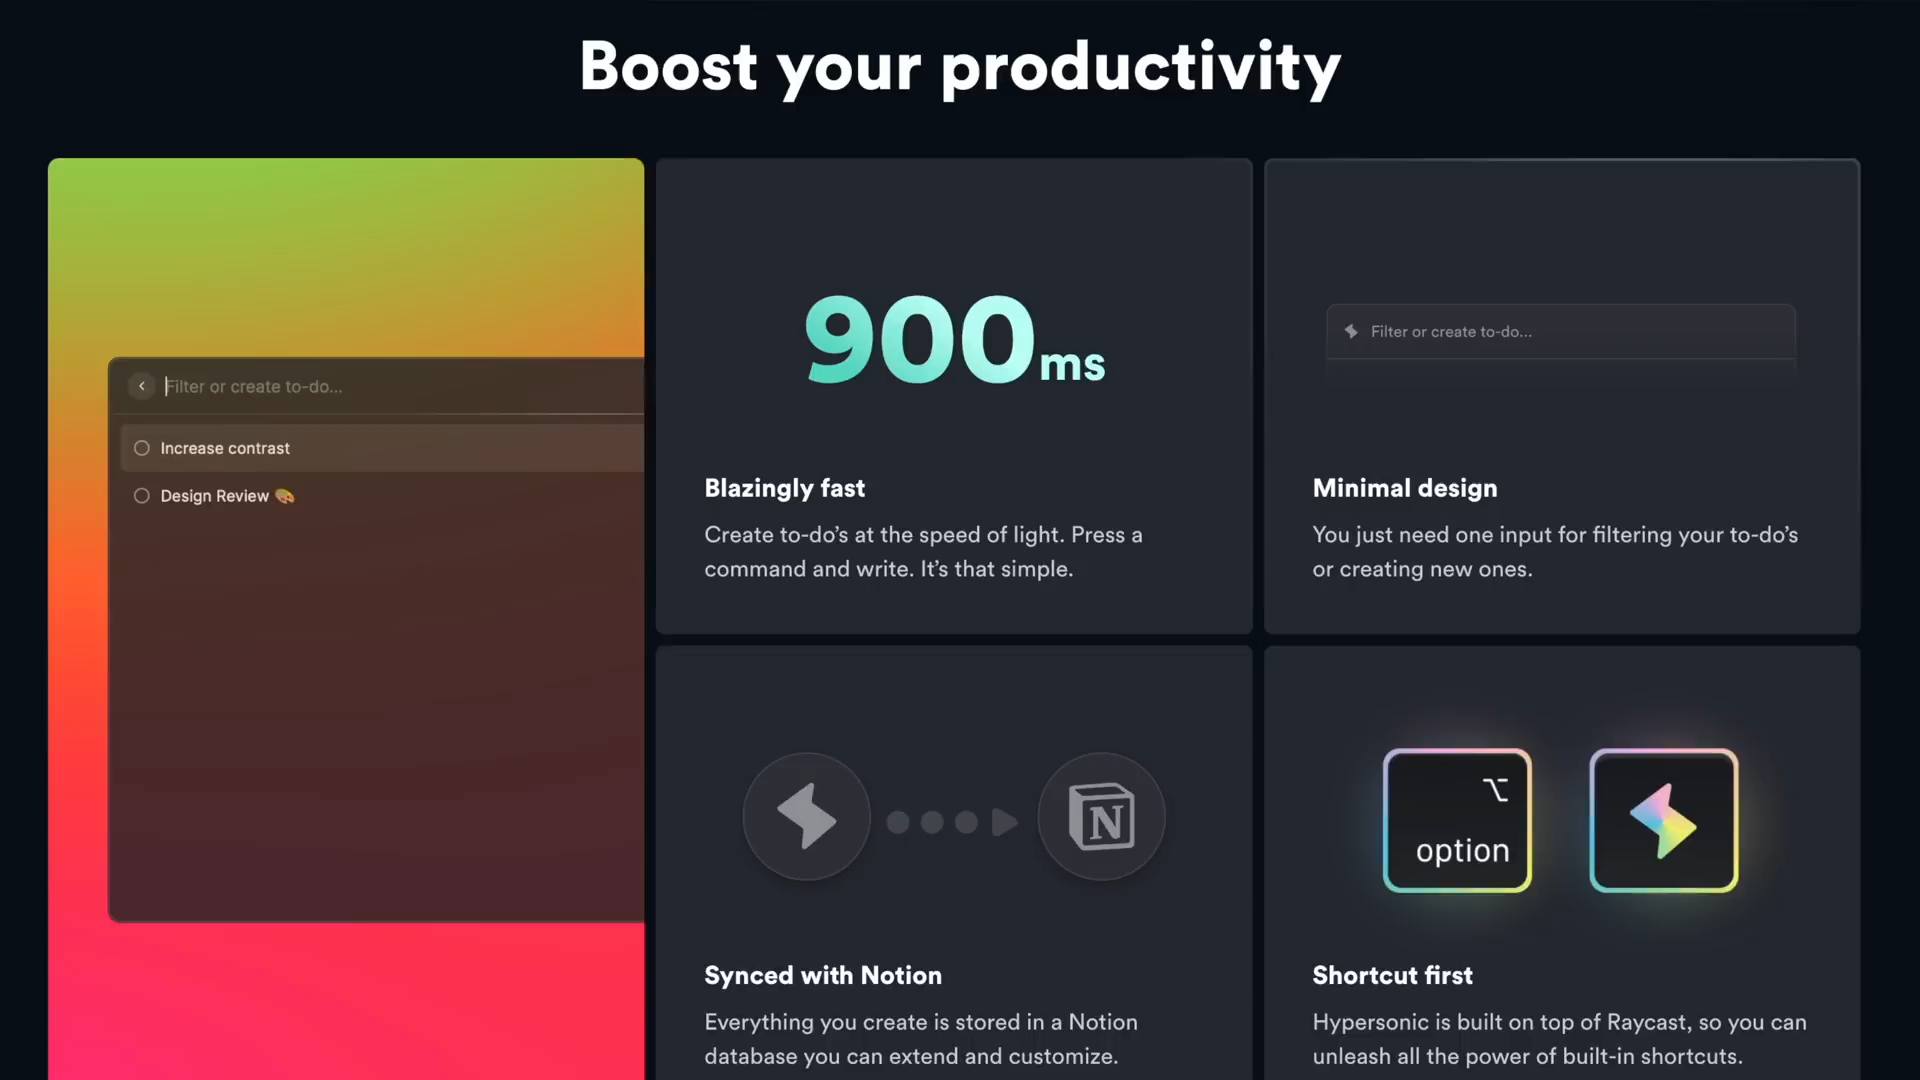 Boost your productivity
Filter or create to-do...
Increase contrast
Design Review 🎨
900ms
Blazingly fast
Create to-do’s at the speed of light. Press a
command and write. It’s that simple.
Filter or create to-do...
Minimal design
You just need one input for filtering your to-do’s
or creating new ones.
N
Synced with Notion
Everything you create is stored in a Notion
database you can extend and customize.
⌥
option
Shortcut first
Hypersonic is built on top of Raycast, so you can
unleash all the power of built-in shortcuts.